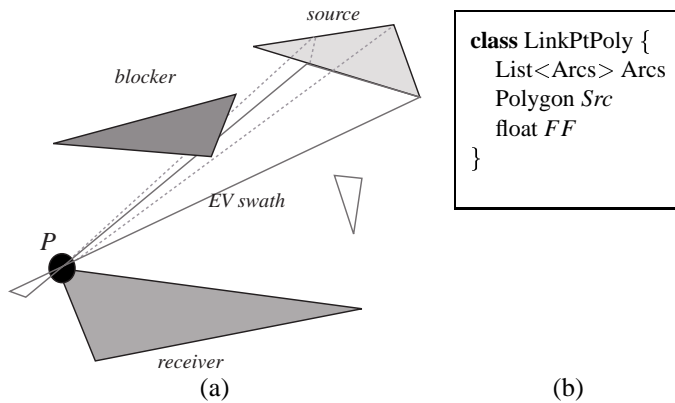 source
blocker
EV swath
P
receiver
(a)
class LinkPtPoly {
List<Arcs> Arcs
Polygon Src
float FF
}
(b)